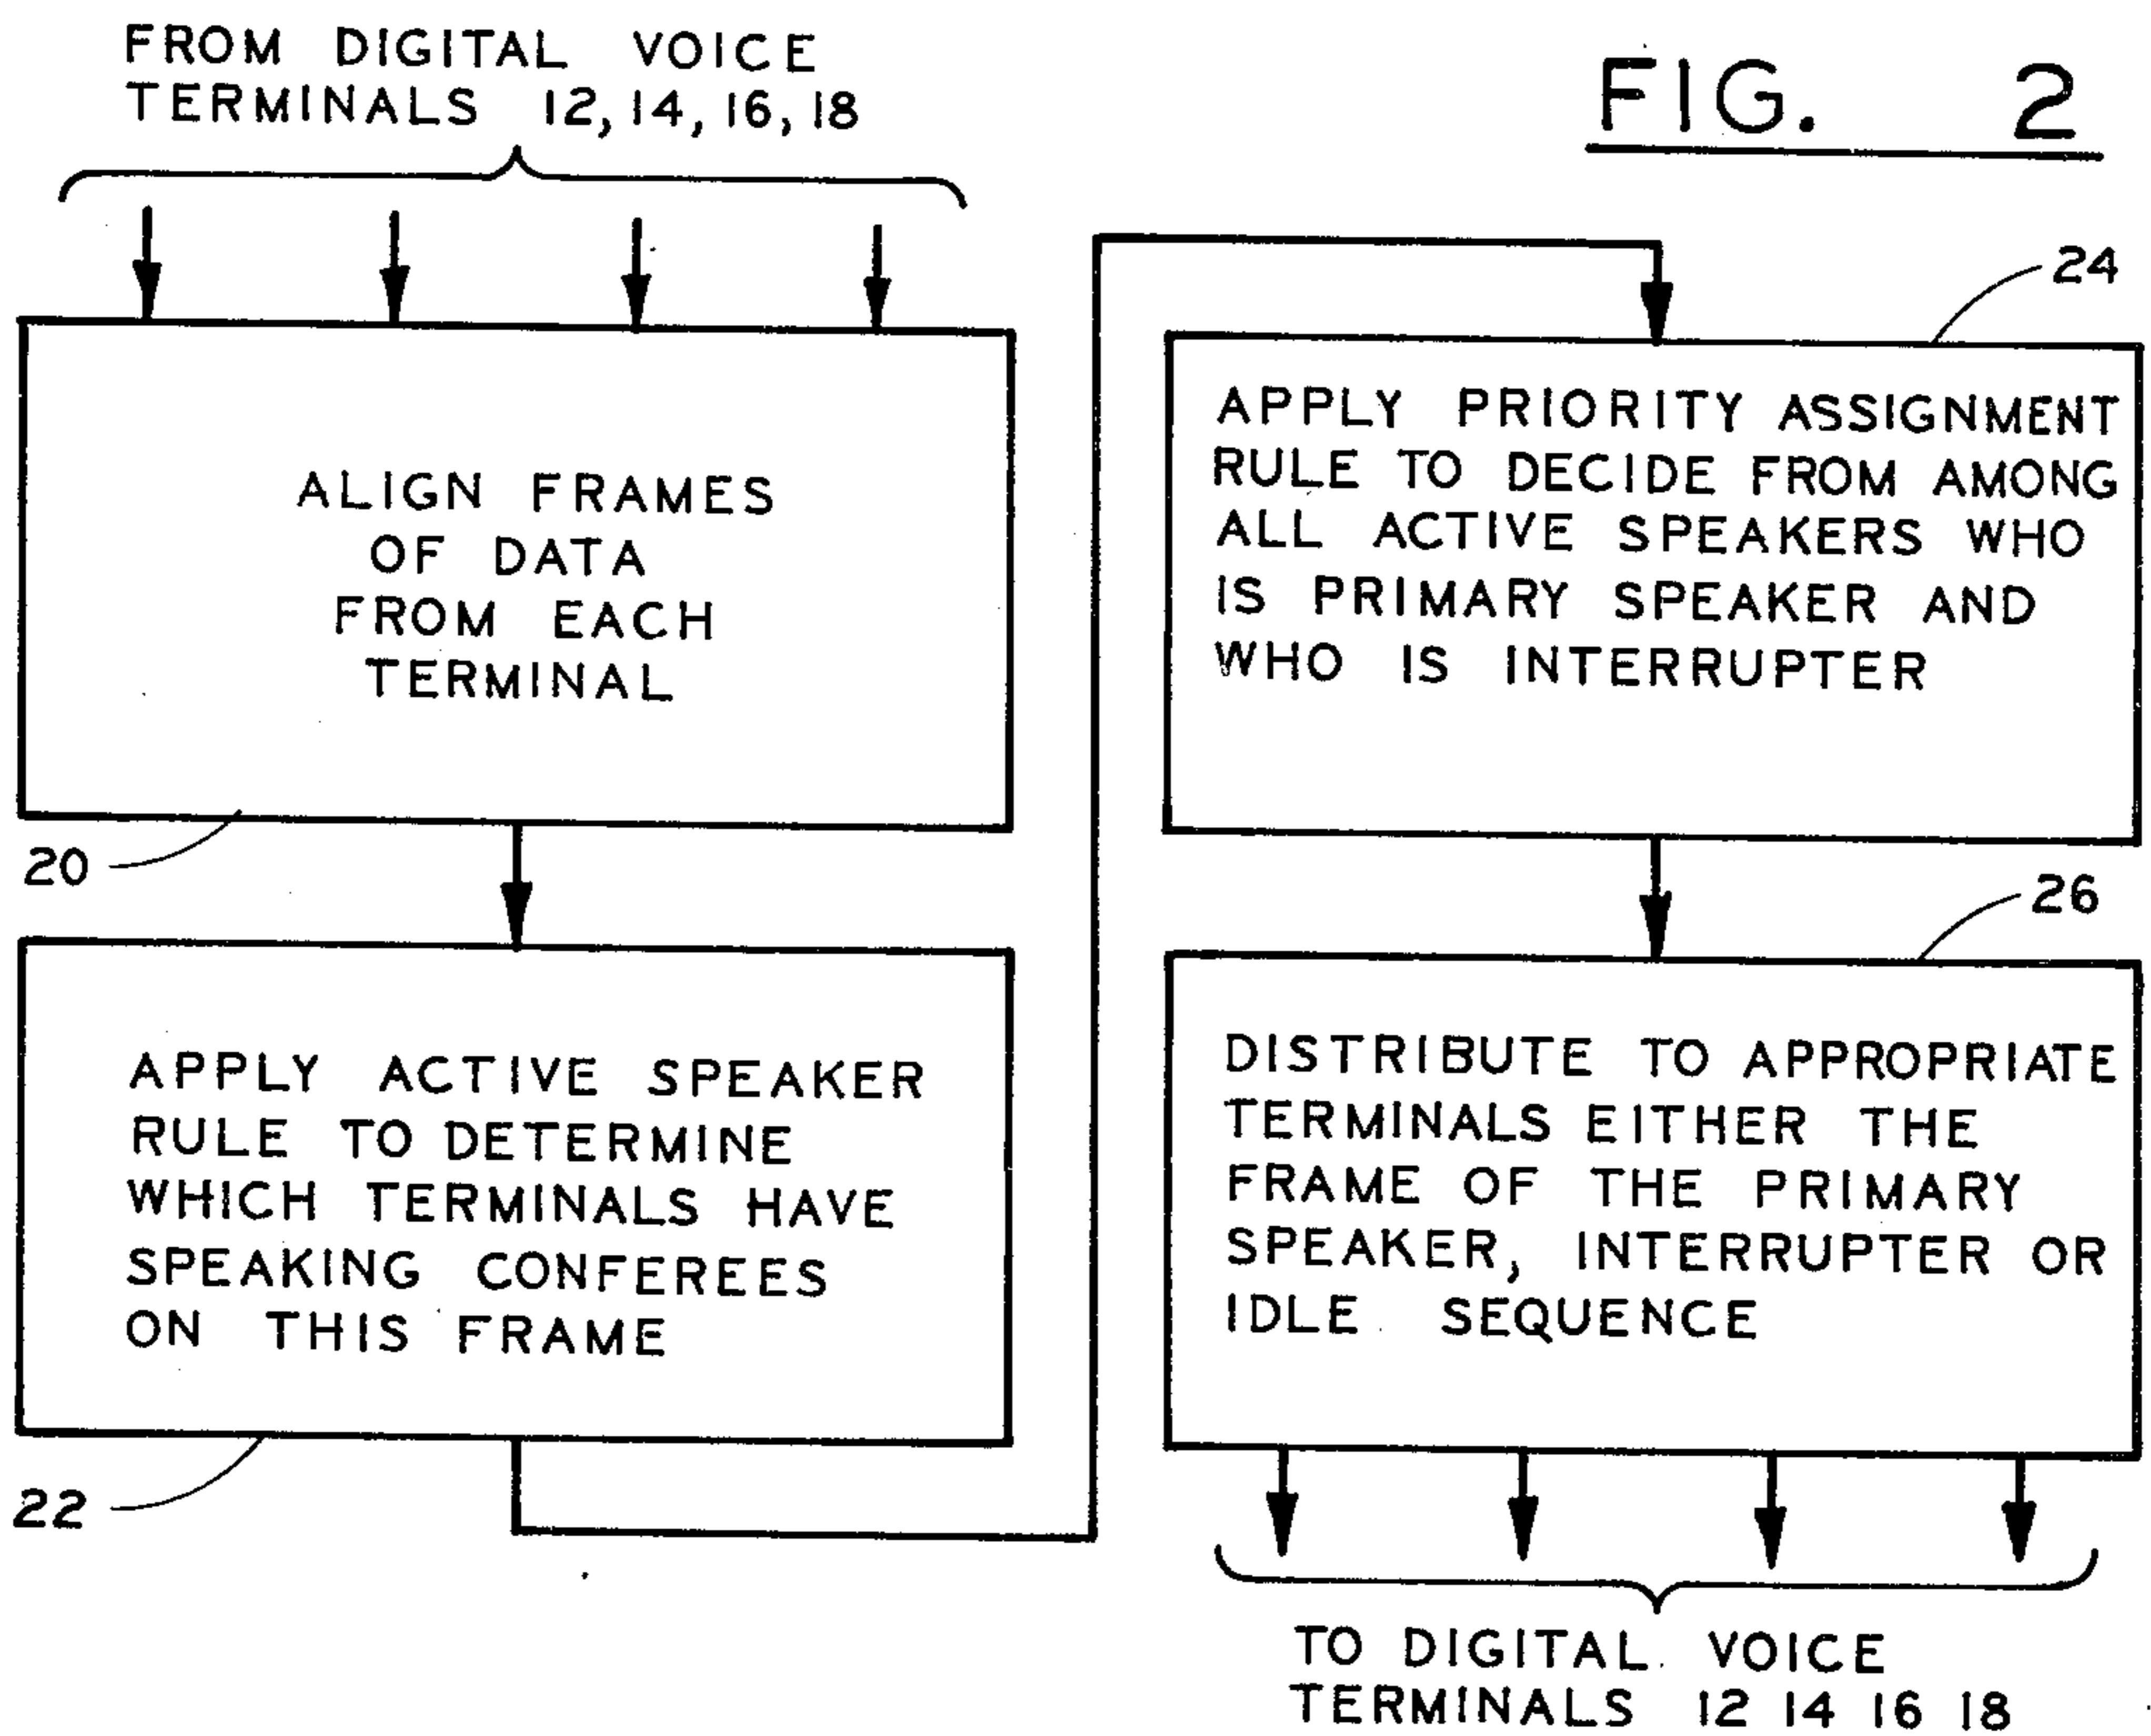 FROM DIGITAL VOICE
TERMINALS 12, 14, 16, 18
FIG. 2
ALIGN FRAMES
OF DATA
FROM EACH
TERMINAL
20
APPLY ACTIVE SPEAKER
RULE TO DETERMINE
WHICH TERMINALS HAVE
SPEAKING CONFEREES
ON THIS FRAME
22
24
APPLY PRIORITY ASSIGNMENT
RULE TO DECIDE FROM AMONG
ALL ACTIVE SPEAKERS WHO
IS PRIMARY SPEAKER AND
WHO IS INTERRUPTER
26
DISTRIBUTE TO APPROPRIATE
TERMINALS EITHER THE
FRAME OF THE PRIMARY
SPEAKER, INTERRUPTER OR
IDLE SEQUENCE
TO DIGITAL VOICE
TERMINALS 12 14 16 18